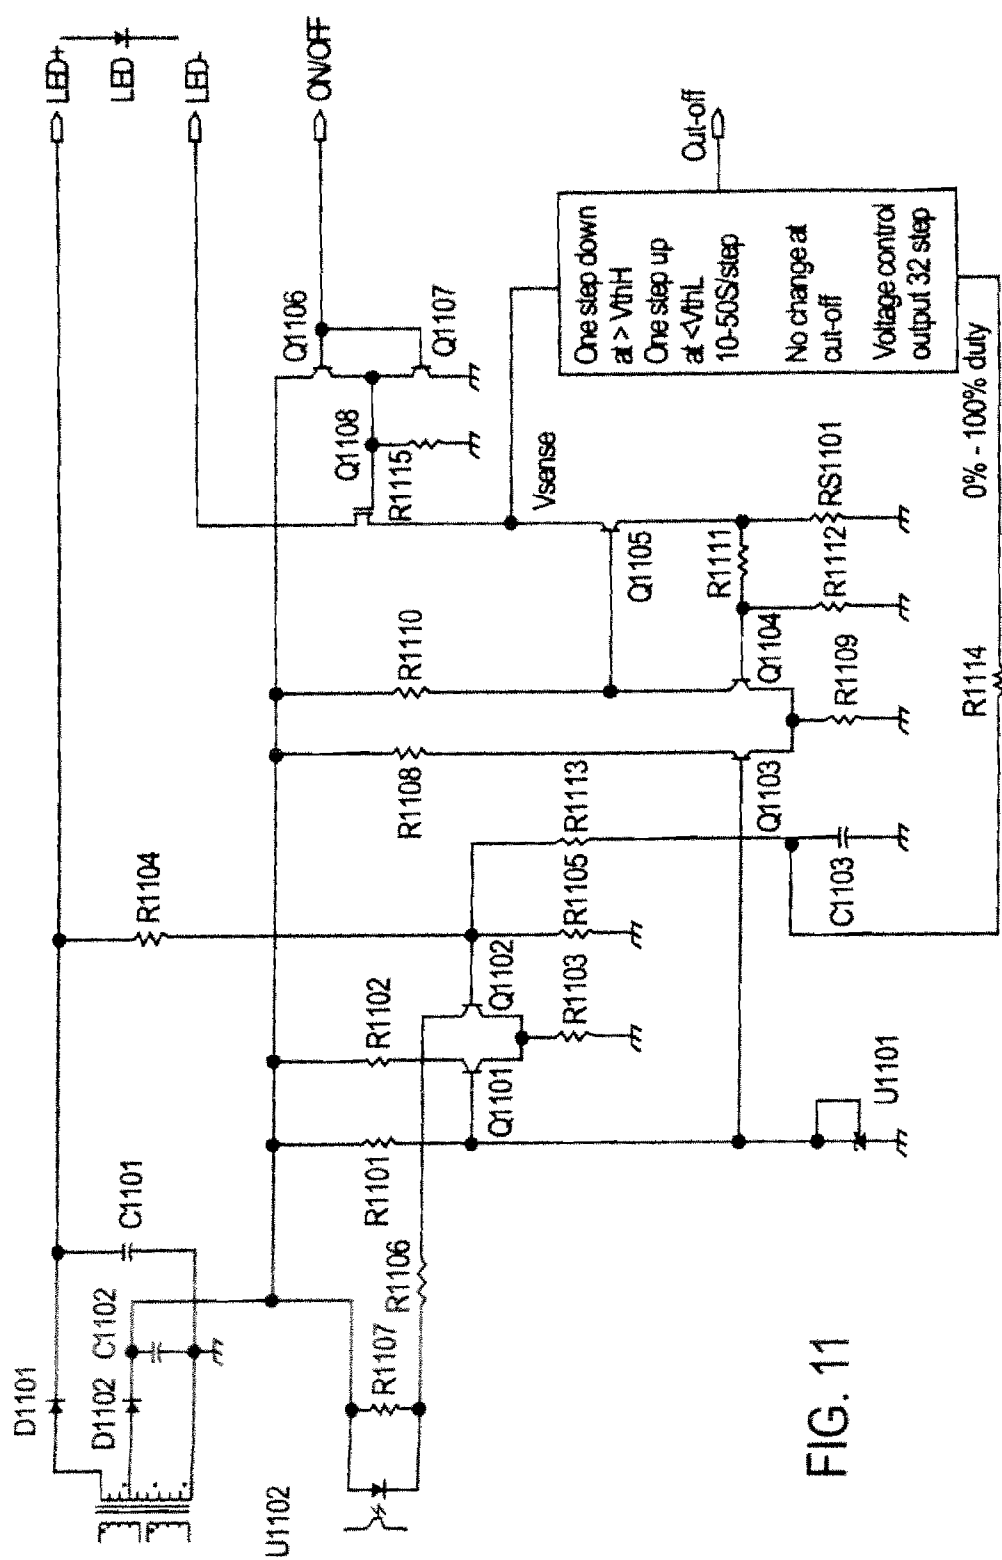 D1101
D1102
C1102
C1101
U1102
R1107
R1106
R1101
R1102
R1104
Q1101
Q1102
R1103
R1105
R1113
R1108
R1110
Q1103
Q1104
R1109
C1103
U1101
R1114
R1111
R1112
RS1101
Q1105
Vsense
Q1108
R1115
Q1106
Q1107
LED+
LED
LED-
ON/OFF
Cut-off
One step down
at > VthH
One step up
at <VthL
10-50S/step
No change at
cut-off
Voltage control
output 32 step
0% - 100% duty
FIG. 11